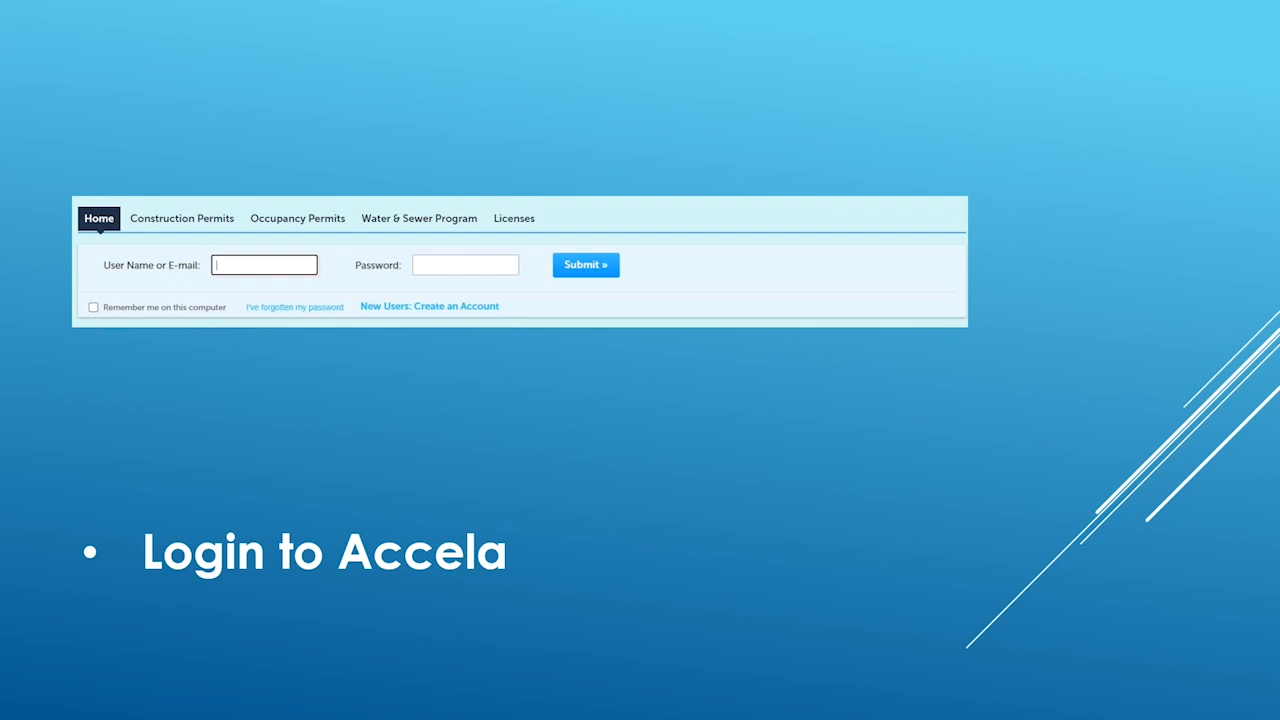 Home Construction Permits Occupancy Permits Water & Sewer Program Licenses
User Name or E-mail: Password: Submit »
Remember me on this computer I've forgotten my password New Users: Create an Account
• Login to Accela